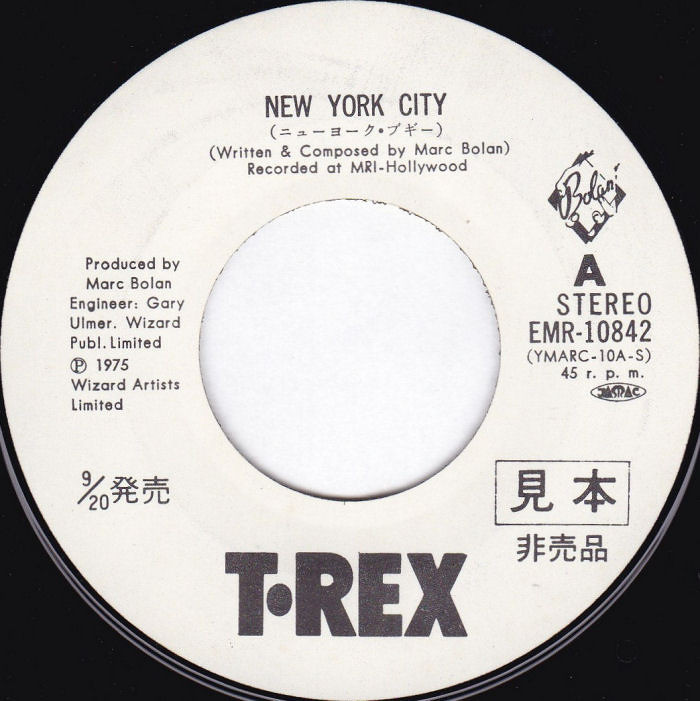 NEW YORK CITY
(ニューヨーク・ブギー)
(Written & Composed by Marc Bolan)
Recorded at MRI-Hollywood
Bolan
A
STEREO
EMR-10842
(YMARC-10A-S)
45 r. p. m.
JASRAC
Produced by
Marc Bolan
Engineer: Gary
Ulmer. Wizard
Publ. Limited
Ⓟ 1975
Wizard Artists
Limited
9/20発売
見本
非売品
T•REX